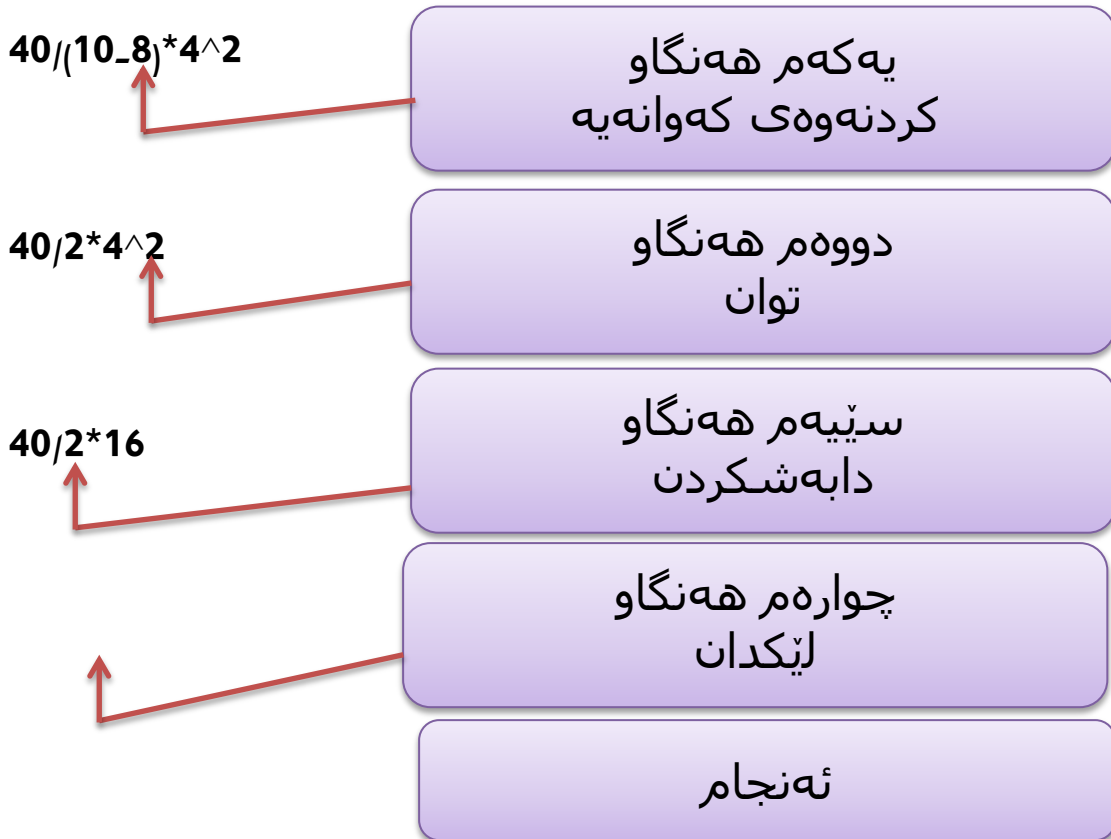 40/(10-8)*4^2
یەکەم هەنگاو
کردنەوەی کەوانەیە
40/2*4^2
دووەم هەنگاو
توان
40/2*16
سێیەم هەنگاو
دابەشکردن
چوارەم هەنگاو
لێکدان
ئەنجام